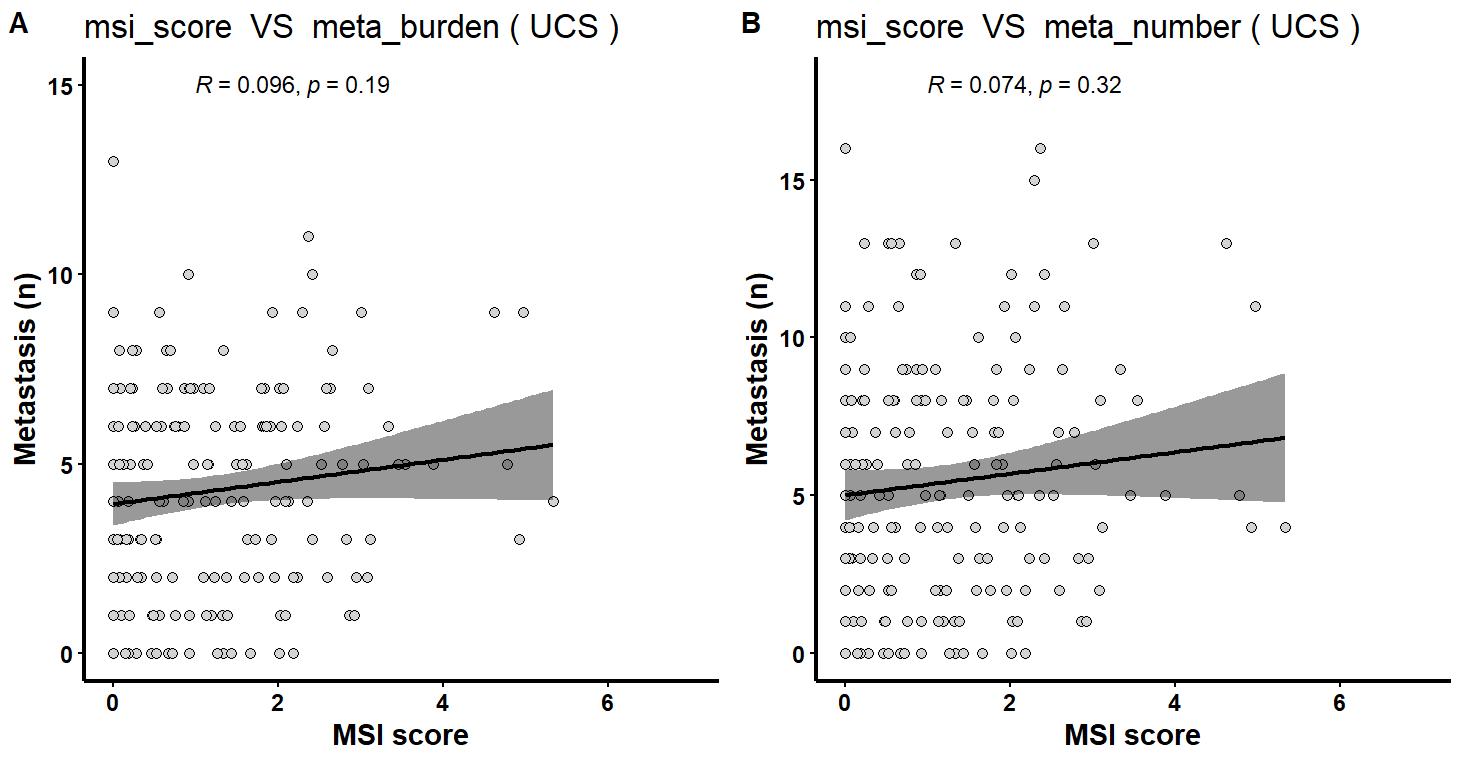 A
msi_score VS meta_burden ( UCS )
R = 0.096, p = 0.19
15
10
5
0
Metastasis (n)
0 2 4 6
MSI score
B
msi_score VS meta_number ( UCS )
R = 0.074, p = 0.32
15
10
5
0
Metastasis (n)
0 2 4 6
MSI score